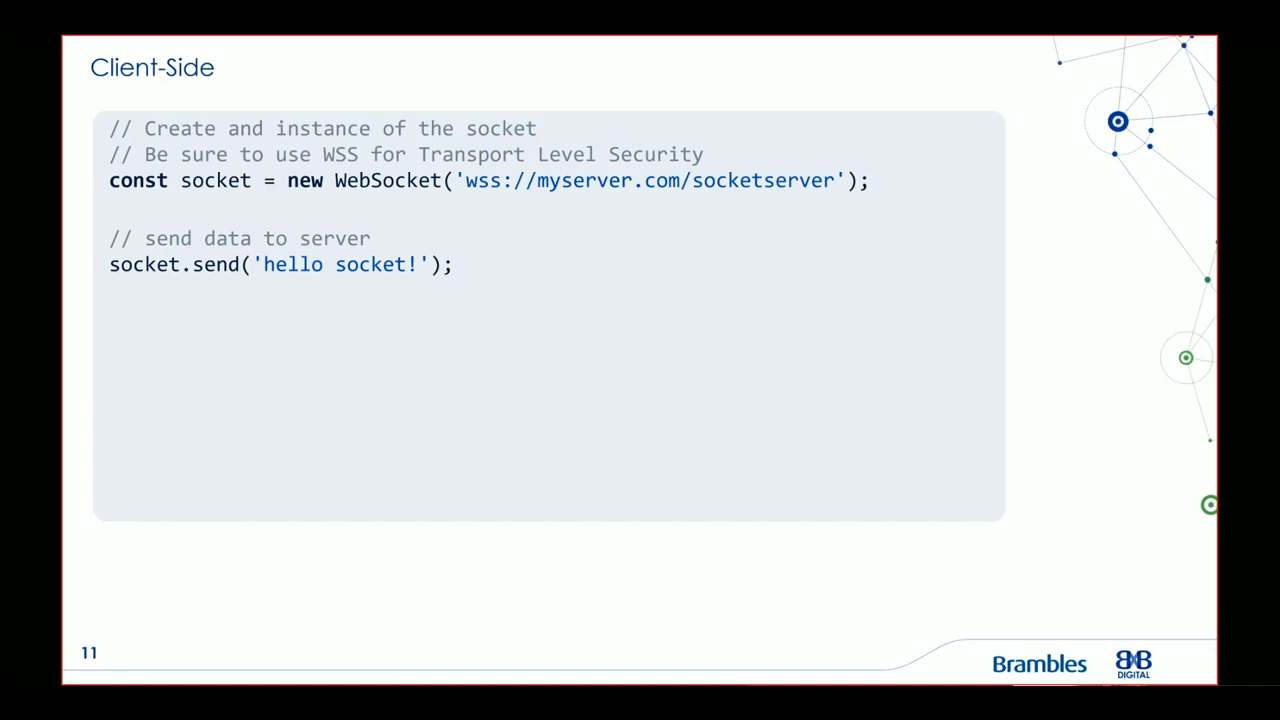 Client-Side
// Create and instance of the socket
// Be sure to use WSS for Transport Level Security
const socket = new WebSocket('wss://myserver.com/socketserver');
// send data to server
socket.send('hello socket!');
11
Brambles
BXB
DIGITAL